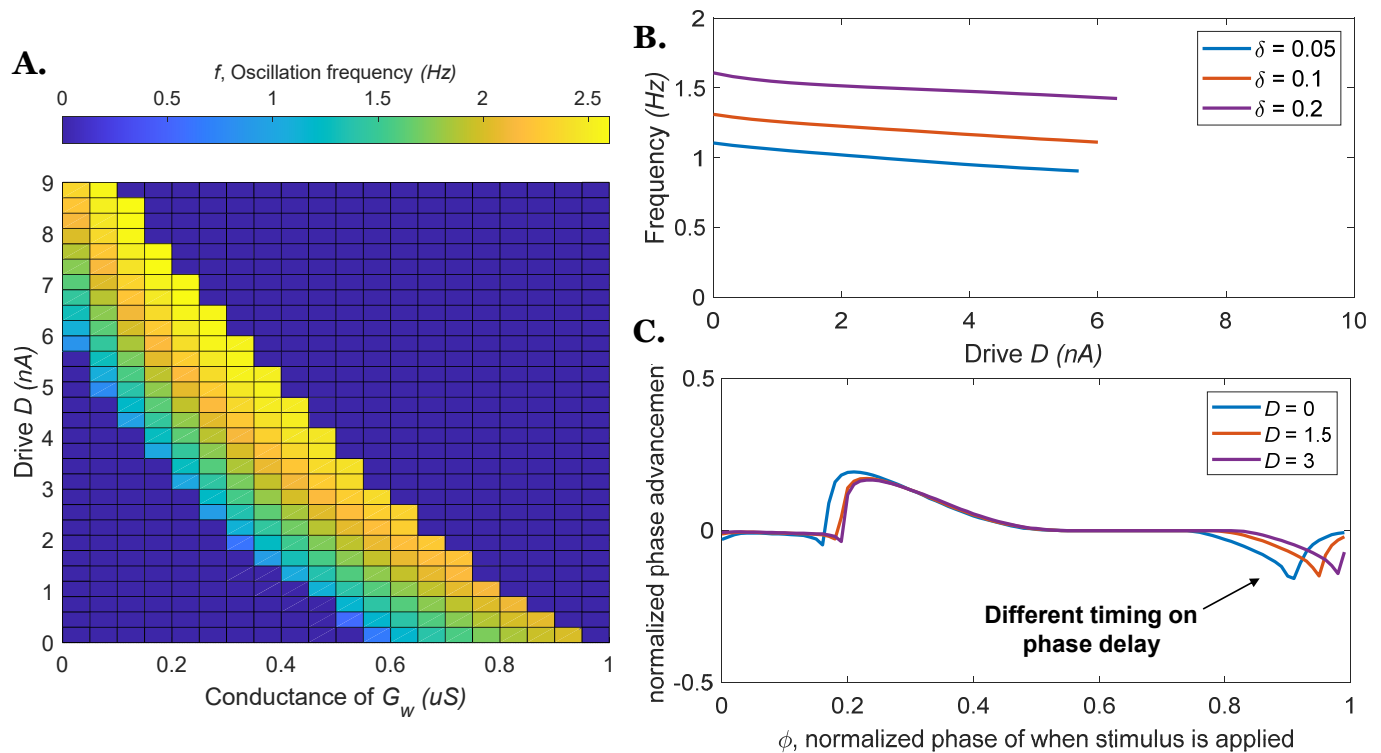 A.
f, Oscillation frequency (Hz)
0 0.5 1 1.5 2 2.5
9
8
7
6
5
4
3
2
1
0
Drive D (nA)
0 0.2 0.4 0.6 0.8 1
Conductance of G_w (uS)
B.
2
1.5
1
0.5
0
Frequency (Hz)
δ = 0.05
δ = 0.1
δ = 0.2
0 2 4 6 8 10
Drive D (nA)
C.
0.5
0
-0.5
normalized phase advancement
D = 0
D = 1.5
D = 3
Different timing on
phase delay
0 0.2 0.4 0.6 0.8 1
ϕ, normalized phase of when stimulus is applied